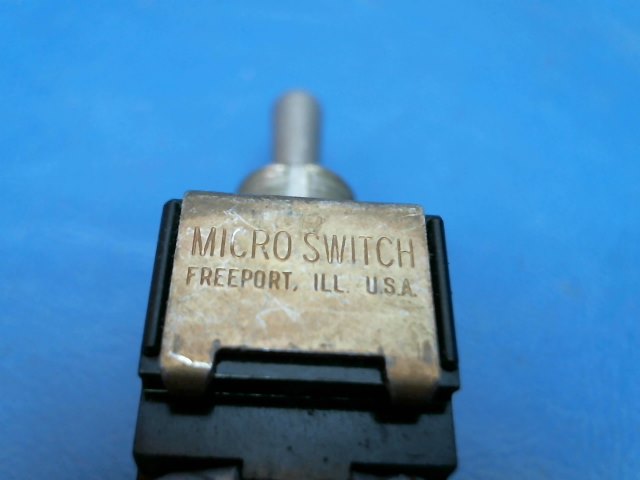 MICRO SWITCH
FREEPORT, ILL. U.S.A.